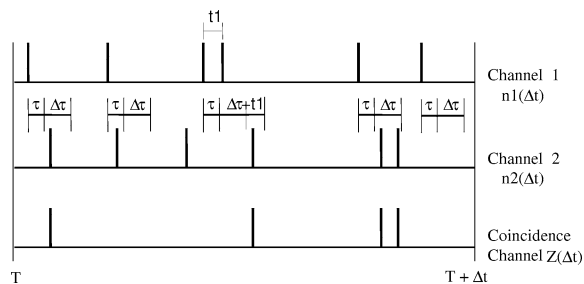 t1
Channel 1
n1(Δt)
τ Δτ τ Δτ τ Δτ+t1 τ Δτ τ Δτ
Channel 2
n2(Δt)
Coincidence
Channel Z(Δt)
T T + Δt